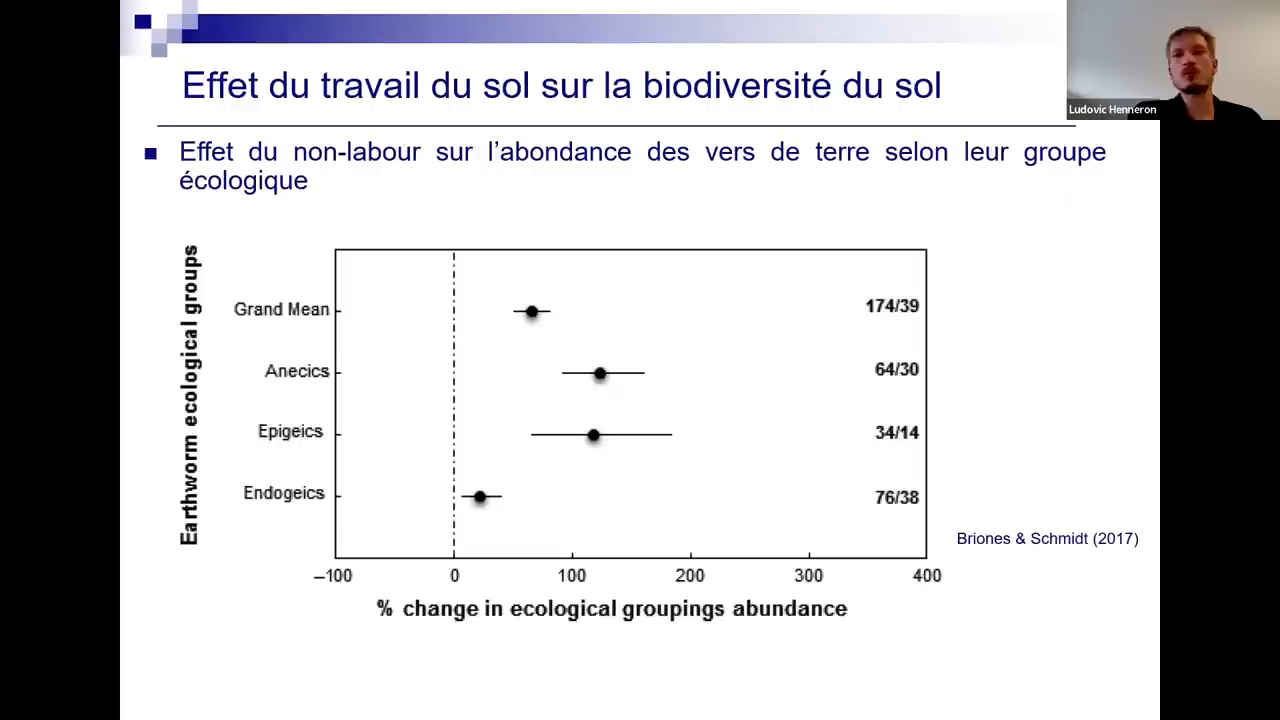 Effet du travail du sol sur la biodiversité du sol
Ludovic Henneron
Effet du non-labour sur l’abondance des vers de terre selon leur groupe
écologique
Earthworm ecological groups
Grand Mean
174/39
Anecics
64/30
Epigeics
34/14
Endogeics
76/38
Briones & Schmidt (2017)
–100 0 100 200 300 400
% change in ecological groupings abundance